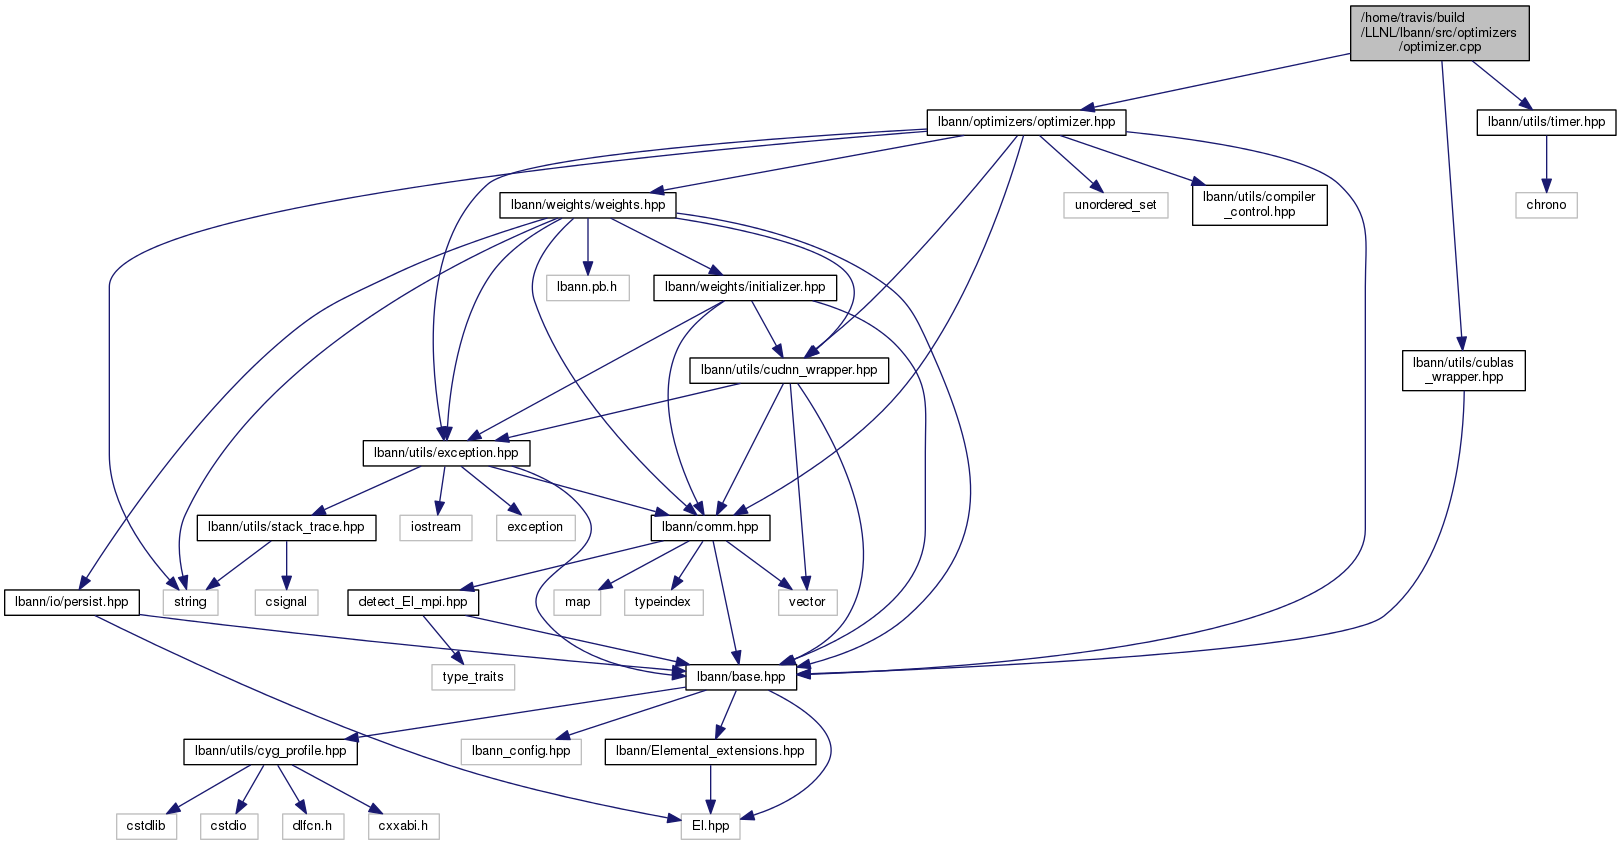 /home/travis/build
/LLNL/lbann/src/optimizers
/optimizer.cpp
lbann/optimizers/optimizer.hpp
lbann/utils/timer.hpp
lbann/weights/weights.hpp
unordered_set
lbann/utils/compiler
_control.hpp
chrono
lbann.pb.h
lbann/weights/initializer.hpp
lbann/utils/cudnn_wrapper.hpp
lbann/utils/cublas
_wrapper.hpp
lbann/utils/exception.hpp
lbann/utils/stack_trace.hpp
iostream
exception
lbann/comm.hpp
lbann/io/persist.hpp
string
csignal
detect_El_mpi.hpp
map
typeindex
vector
type_traits
lbann/base.hpp
lbann/utils/cyg_profile.hpp
lbann_config.hpp
lbann/Elemental_extensions.hpp
cstdlib
cstdio
dlfcn.h
cxxabi.h
El.hpp